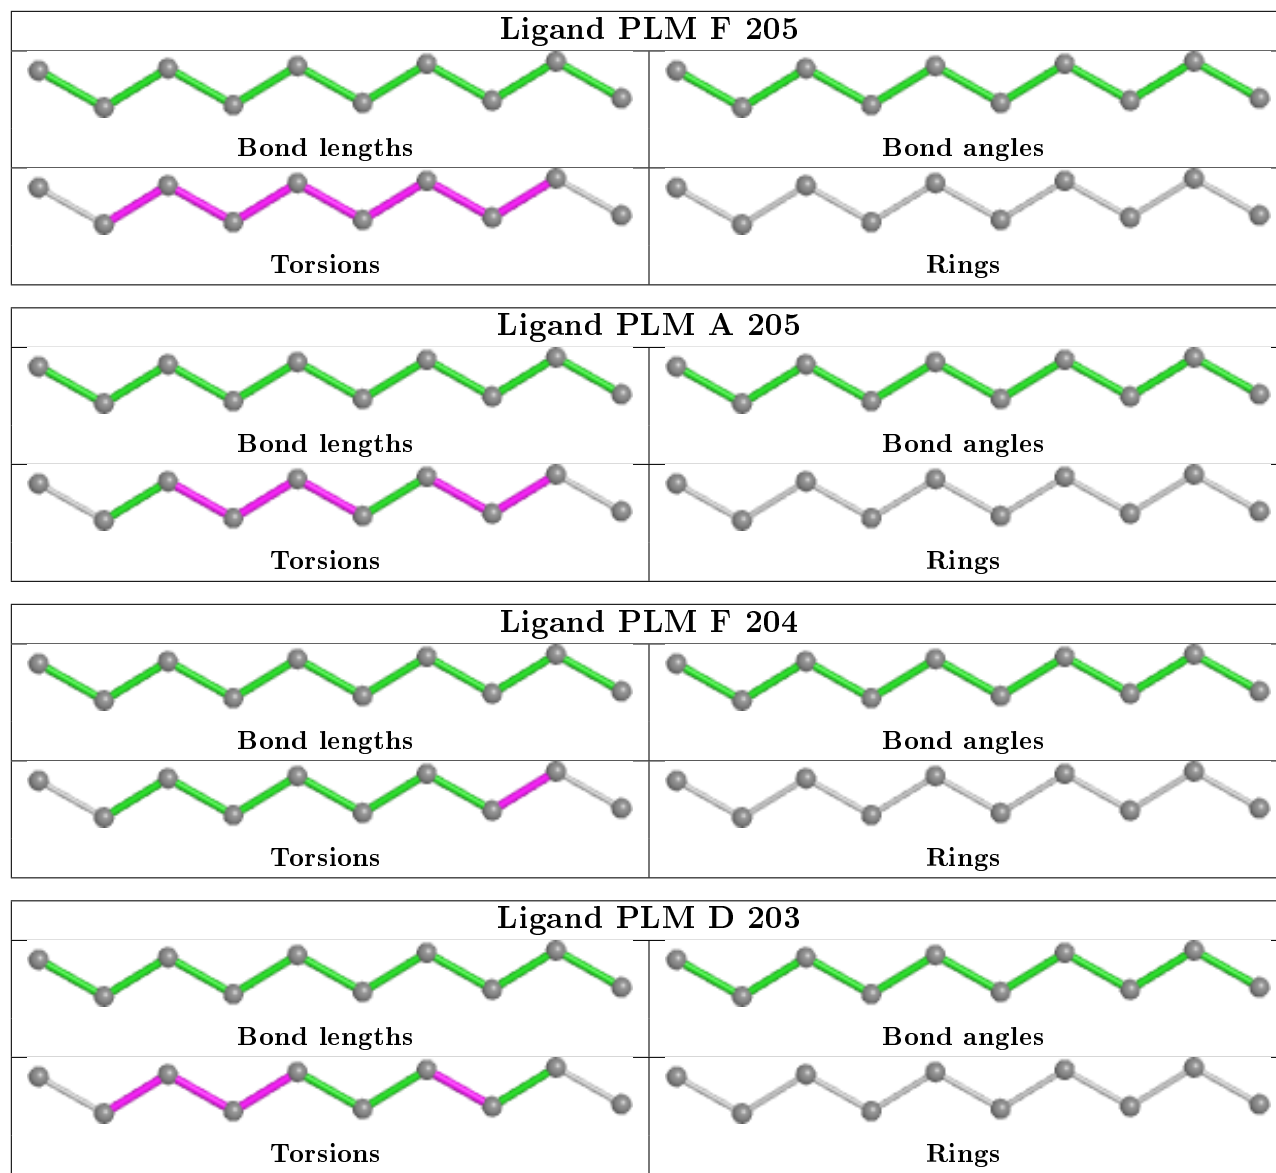 Ligand PLM F 205
Bond lengths
Bond angles
Torsions
Rings
Ligand PLM A 205
Bond lengths
Bond angles
Torsions
Rings
Ligand PLM F 204
Bond lengths
Bond angles
Torsions
Rings
Ligand PLM D 203
Bond lengths
Bond angles
Torsions
Rings